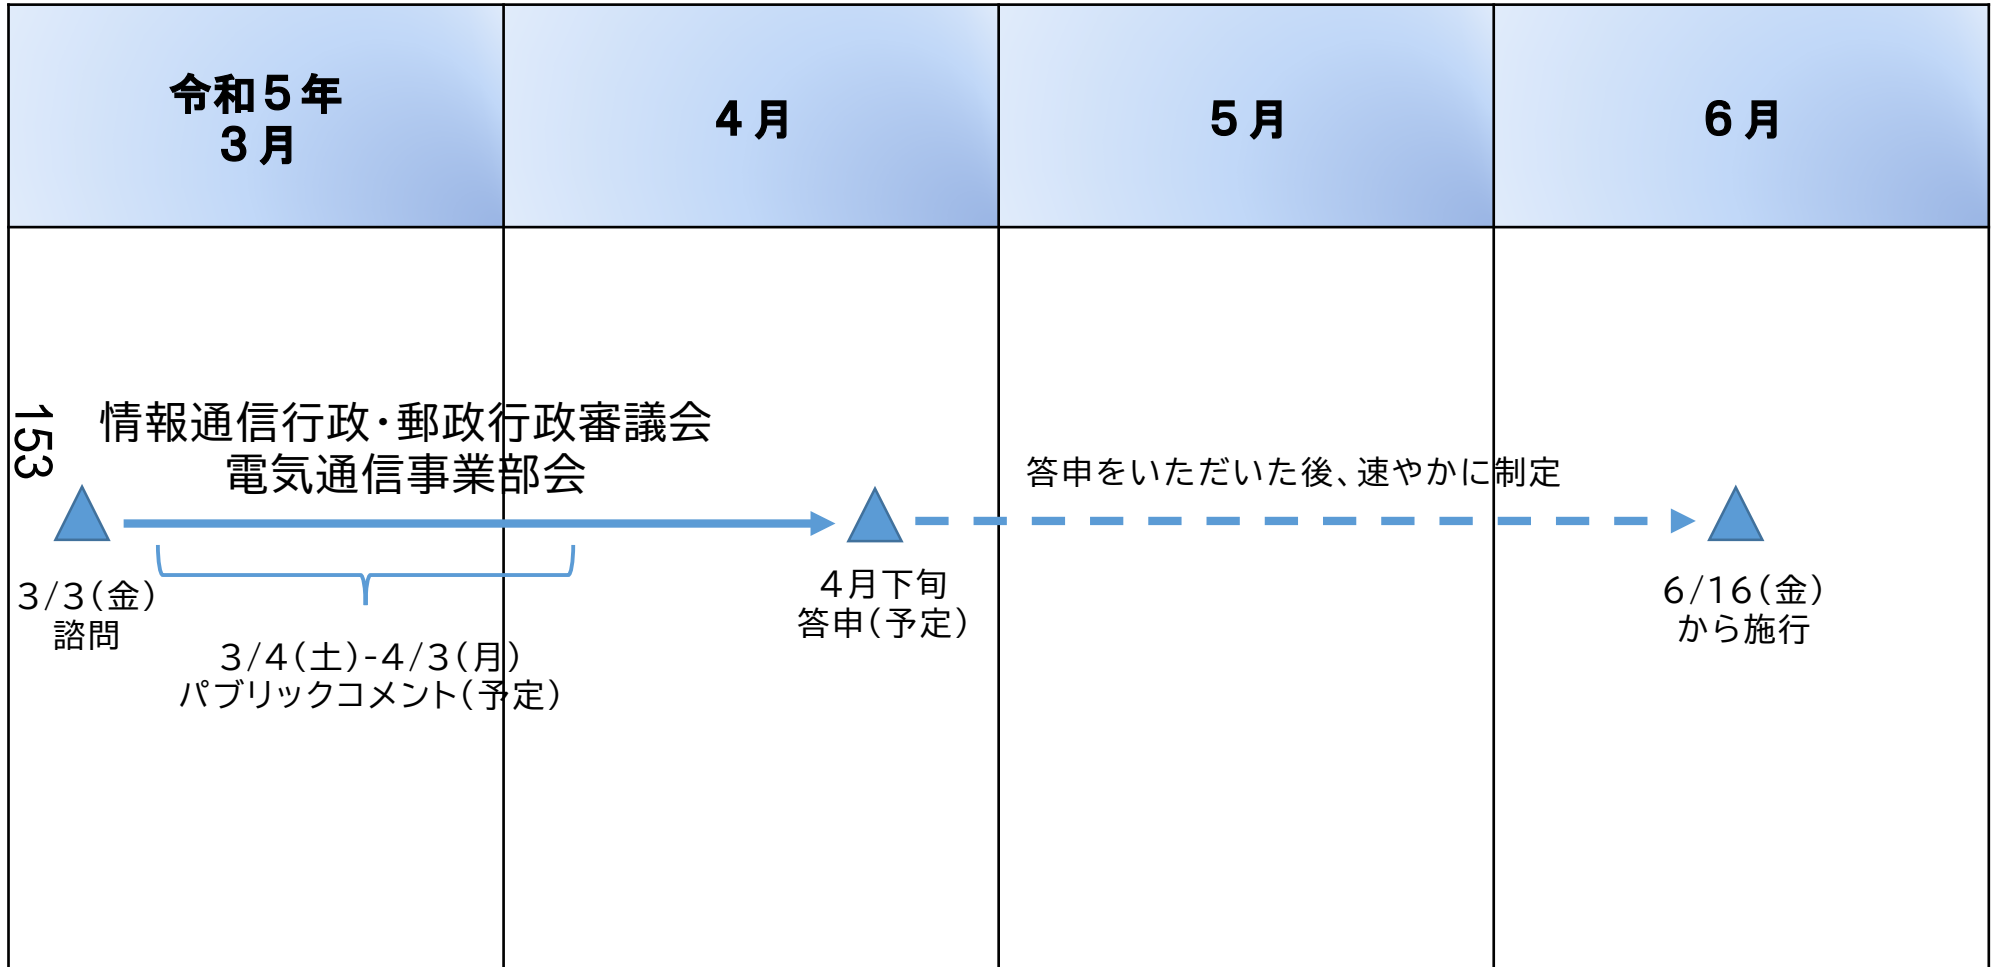 令和５年
３月
４月
５月
６月
153
情報通信行政・郵政行政審議会
電気通信事業部会
答申をいただいた後、速やかに制定
３/３（金）
諮問
３/４（土）-４/３（月）
パブリックコメント（予定）
４月下旬
答申（予定）
６/１６（金）
から施行